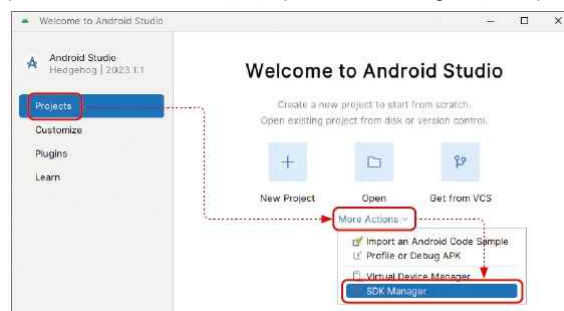 Welcome to Android Studio
Android Studio
Hedgehog | 2023.1.1
Projects
Customize
Plugins
Learn
Welcome to Android Studio
Create a new project to start from scratch.
Open existing project from disk or version control.
New Project
Open
Get from VCS
More Actions
Import an Android Code Sample
Profile or Debug APK
Virtual Device Manager
SDK Manager